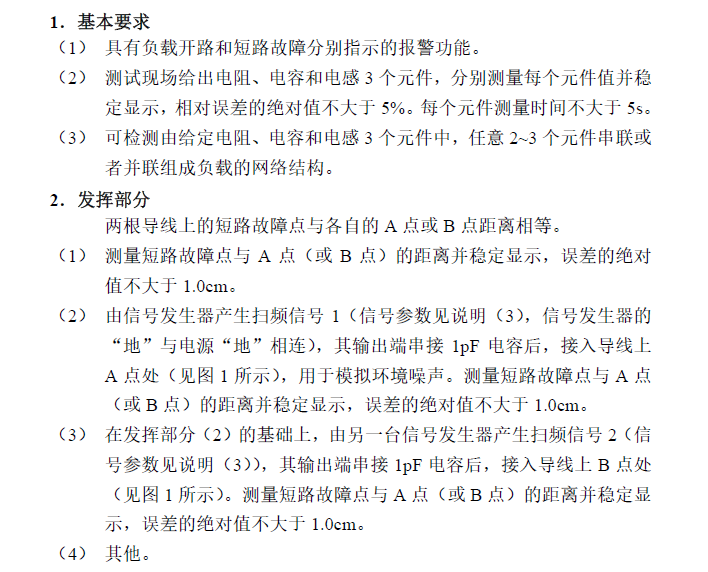 1．基本要求
（1） 具有负载开路和短路故障分别指示的报警功能。
（2） 测试现场给出电阻、电容和电感 3 个元件，分别测量每个元件值并稳
定显示，相对误差的绝对值不大于 5%。每个元件测量时间不大于 5s。
（3） 可检测由给定电阻、电容和电感 3 个元件中，任意 2~3 个元件串联或
者并联组成负载的网络结构。
2．发挥部分
两根导线上的短路故障点与各自的 A 点或 B 点距离相等。
（1） 测量短路故障点与 A 点（或 B 点）的距离并稳定显示，误差的绝对
值不大于 1.0cm。
（2） 由信号发生器产生扫频信号 1（信号参数见说明（3），信号发生器的
“地”与电源“地”相连），其输出端串接 1pF 电容后，接入导线上
A 点处（见图 1 所示），用于模拟环境噪声。测量短路故障点与 A 点
（或 B 点）的距离并稳定显示，误差的绝对值不大于 1.0cm。
（3） 在发挥部分（2）的基础上，由另一台信号发生器产生扫频信号 2（信
号参数见说明（3）），其输出端串接 1pF 电容后，接入导线上 B 点处
（见图 1 所示）。测量短路故障点与 A 点（或 B 点）的距离并稳定显
示，误差的绝对值不大于 1.0cm。
（4） 其他。